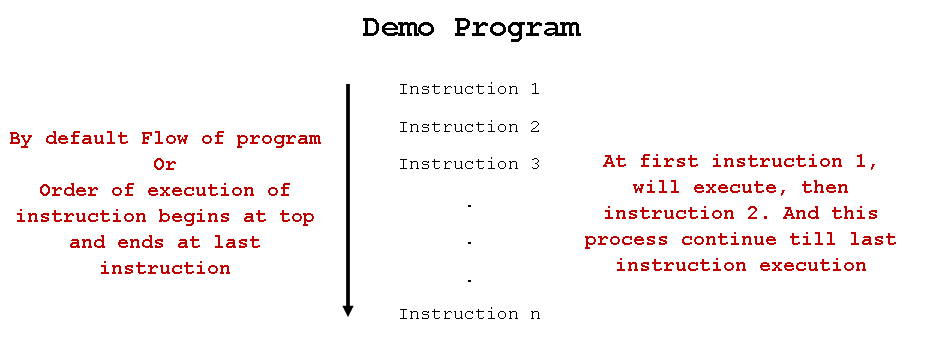 Demo Program
By default Flow of program
Or
Order of execution of
instruction begins at top
and ends at last
instruction
Instruction 1
Instruction 2
Instruction 3
.
.
.
Instruction n
At first instruction 1,
will execute, then
instruction 2. And this
process continue till last
instruction execution